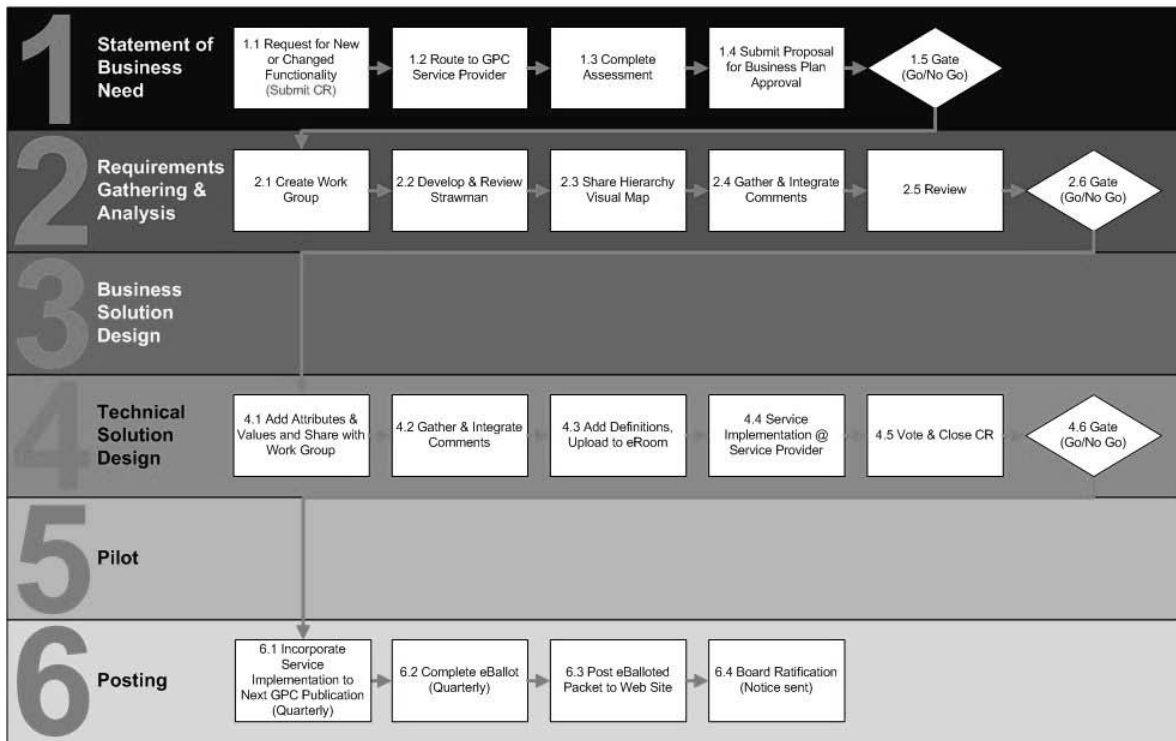 1
Statement of
Business
Need
1.1 Request for New
or Changed
Functionality
(Submit CR)
1.2 Route to GPC
Service Provider
1.3 Complete
Assessment
1.4 Submit Proposal
for Business Plan
Approval
1.5 Gate
(Go/No Go)
2
Requirements
Gathering &
Analysis
2.1 Create Work
Group
2.2 Develop & Review
Strawman
2.3 Share Hierarchy
Visual Map
2.4 Gather & Integrate
Comments
2.5 Review
2.6 Gate
(Go/No Go)
3
Business
Solution
Design
4
Technical
Solution
Design
4.1 Add Attributes &
Values and Share with
Work Group
4.2 Gather & Integrate
Comments
4.3 Add Definitions,
Upload to eRoom
4.4 Service
Implementation @
Service Provider
4.5 Vote & Close CR
4.6 Gate
(Go/No Go)
5
Pilot
6
Posting
6.1 Incorporate
Service
Implementation to
Next GPC Publication
(Quarterly)
6.2 Complete eBallot
(Quarterly)
6.3 Post eBalloted
Packet to Web Site
6.4 Board Ratification
(Notice sent)